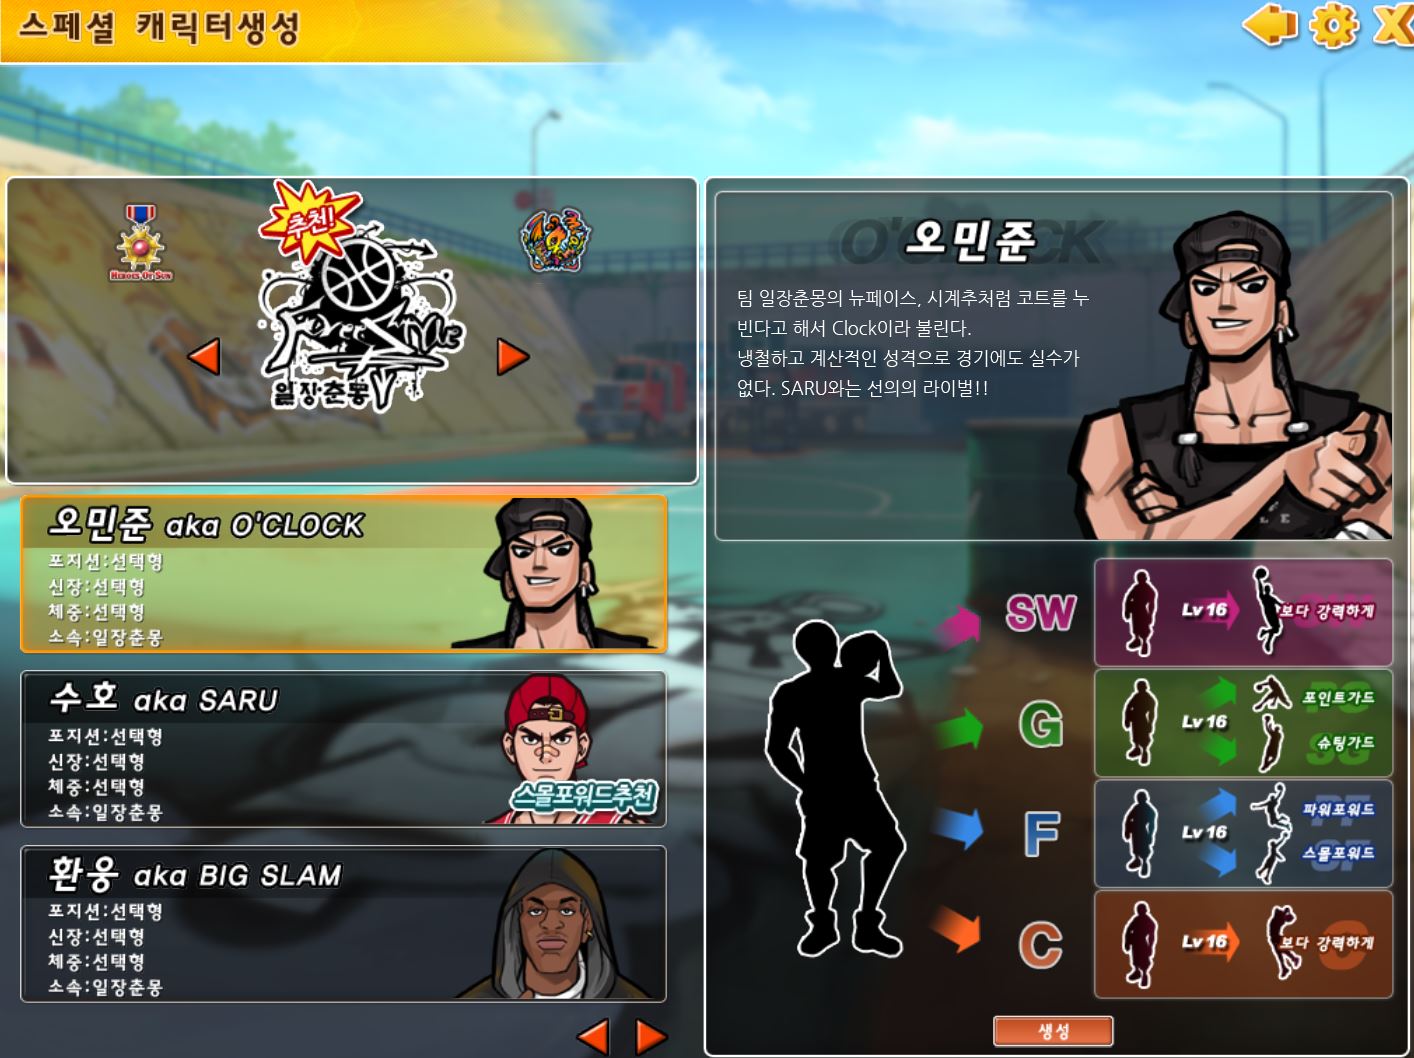 스페셜 캐릭터생성
추천!
HEROES OF SUN
일장춘몽
오민준
팀 일장춘몽의 뉴페이스, 시계추처럼 코트를 누
빈다고 해서 Clock이라 불린다.
냉철하고 계산적인 성격으로 경기에도 실수가
없다. SARU와는 선의의 라이벌!!
오민준 aka O'CLOCK
포지션:선택형
신장:선택형
체중:선택형
소속:일장춘몽
수호 aka SARU
포지션:선택형
신장:선택형
체중:선택형
소속:일장춘몽
스몰포워드추천
환웅 aka BIG SLAM
포지션:선택형
신장:선택형
체중:선택형
소속:일장춘몽
SW
Lv 16
보다 강력하게
G
Lv 16
포인트가드
슈팅가드
F
Lv 16
파워포워드
스몰포워드
C
Lv 16
보다 강력하게
생성